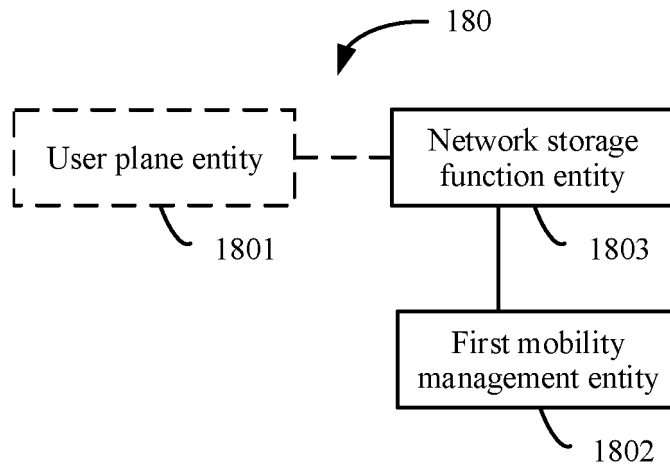 180
User plane entity
Network storage
function entity
1801
1803
First mobility
management entity
1802